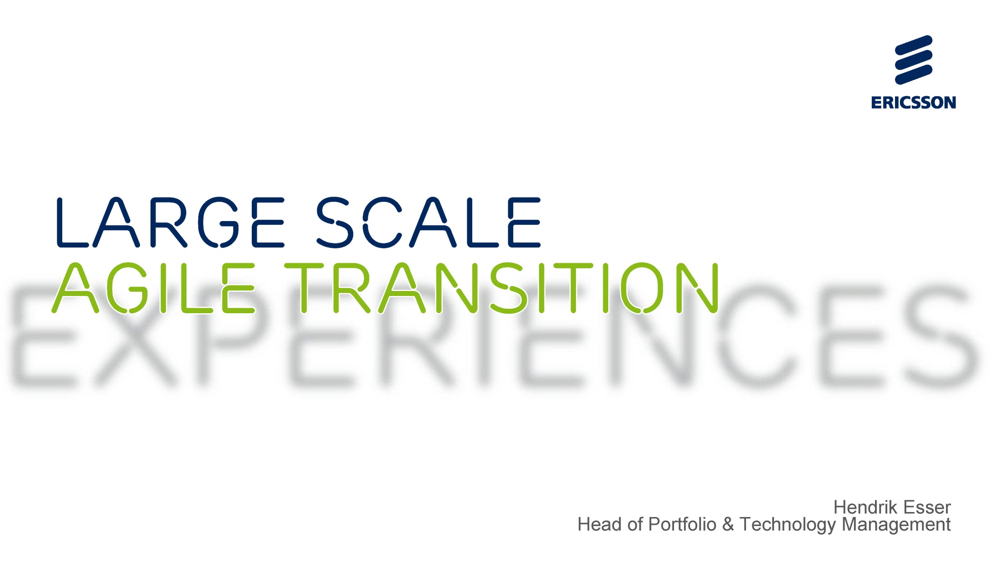 ERICSSON
LARGE SCALE
AGILE TRANSITION
EXPERIENCES
Hendrik Esser
Head of Portfolio & Technology Management